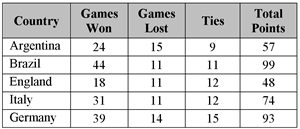 Country Games Won Games Lost Ties Total Points
Argentina 24 15 9 57
Brazil 44 11 11 99
England 18 11 12 48
Italy 31 11 12 74
Germany 39 14 15 93